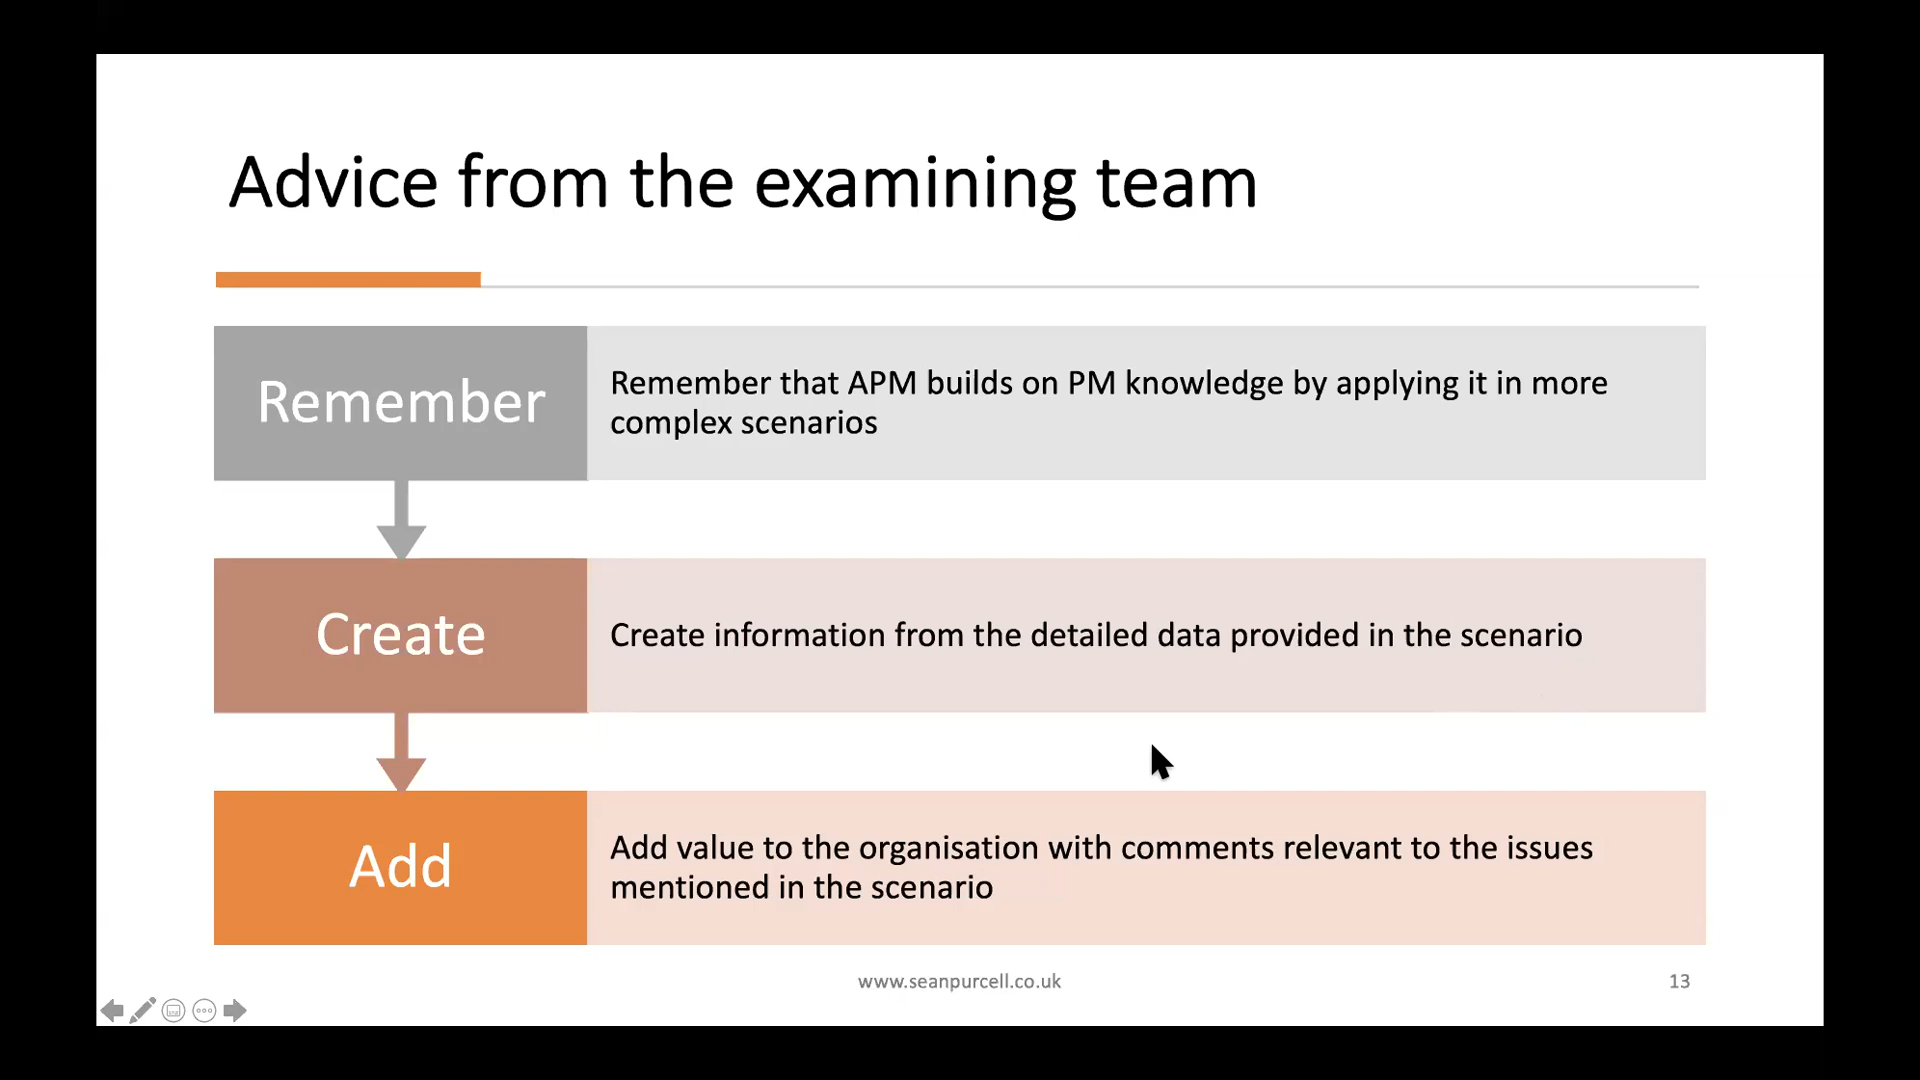 Advice from the examining team
Remember
Remember that APM builds on PM knowledge by applying it in more
complex scenarios
Create
Create information from the detailed data provided in the scenario
Add
Add value to the organisation with comments relevant to the issues
mentioned in the scenario
www.seanpurcell.co.uk
13